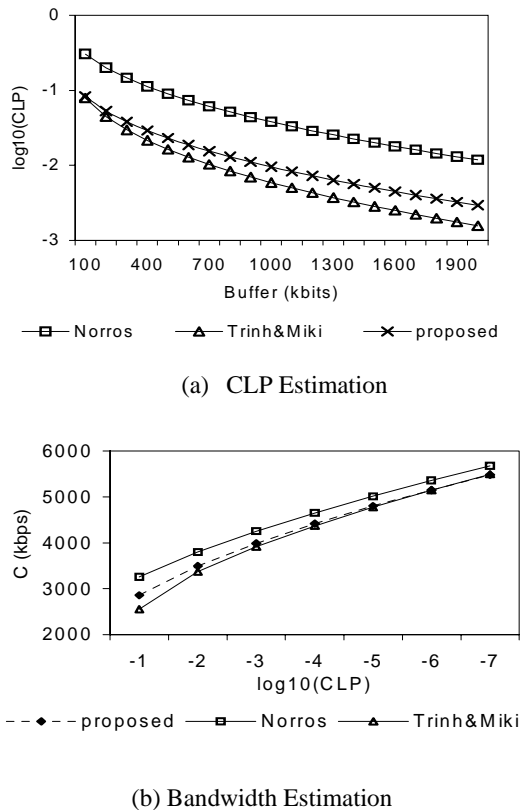 0
-1
-2
-3
log10(CLP)
100 400 700 1000 1300 1600 1900
Buffer (kbits)
Norros Trinh&Miki proposed
(a) CLP Estimation
6000
5000
4000
3000
2000
C (kbps)
-1 -2 -3 -4 -5 -6 -7
log10(CLP)
proposed Norros Trinh&Miki
(b) Bandwidth Estimation